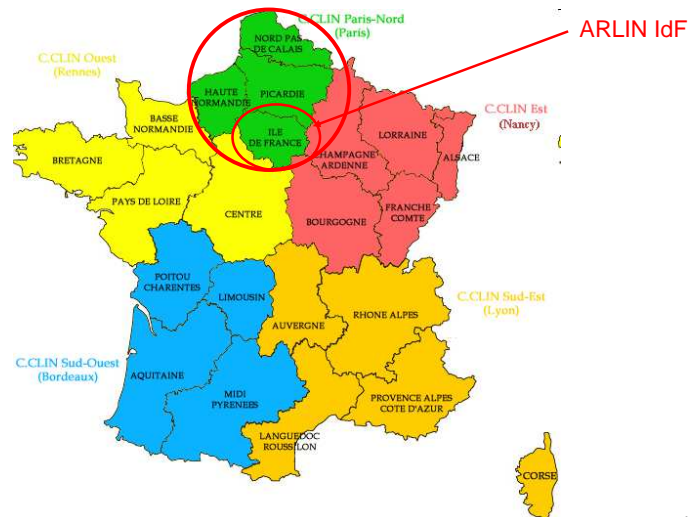 C.CLIN Paris-Nord
(Paris)
ARLIN IdF
NORD PAS
DE CALAIS
C.CLIN Ouest
(Rennes)
HAUTE
NORMANDIE
PICARDIE
C.CLIN Est
(Nancy)
BASSE
NORMANDIE
ILE
DE FRANCE
LORRAINE
ALSACE
CHAMPAGNE
ARDENNE
BRETAGNE
PAYS DE LOIRE
CENTRE
BOURGOGNE
FRANCHE
COMTE
POITOU
CHARENTES
LIMOUSIN
AUVERGNE
RHONE ALPES
C.CLIN Sud-Est
(Lyon)
C.CLIN Sud-Ouest
(Bordeaux)
AQUITAINE
MIDI
PYRENEES
PROVENCE ALPES
COTE D'AZUR
LANGUEDOC
ROUSSILON
CORSE